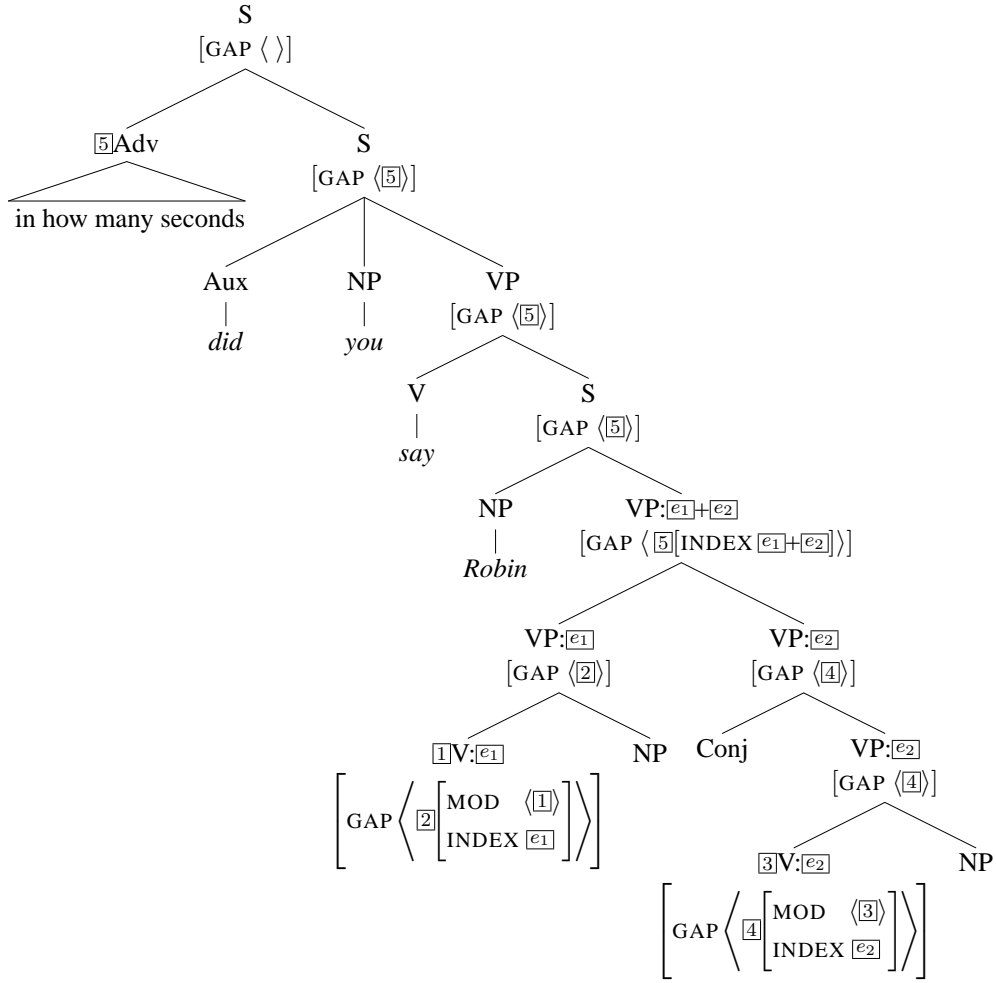 S
[GAP ⟨ ⟩]
5Adv S
[GAP ⟨5⟩]
in how many seconds
Aux NP VP
[GAP ⟨5⟩]
did you
V S
[GAP ⟨5⟩]
say
NP VP:e1+e2
[GAP ⟨ 5[INDEX e1+e2]⟩]
Robin
VP:e1 VP:e2
[GAP ⟨2⟩] [GAP ⟨4⟩]
1V:e1 NP Conj VP:e2
[GAP ⟨4⟩]
MOD ⟨1⟩
GAP ⟨ 2 ⟩
INDEX e1
3V:e2 NP
MOD ⟨3⟩
GAP ⟨ 4 ⟩
INDEX e2